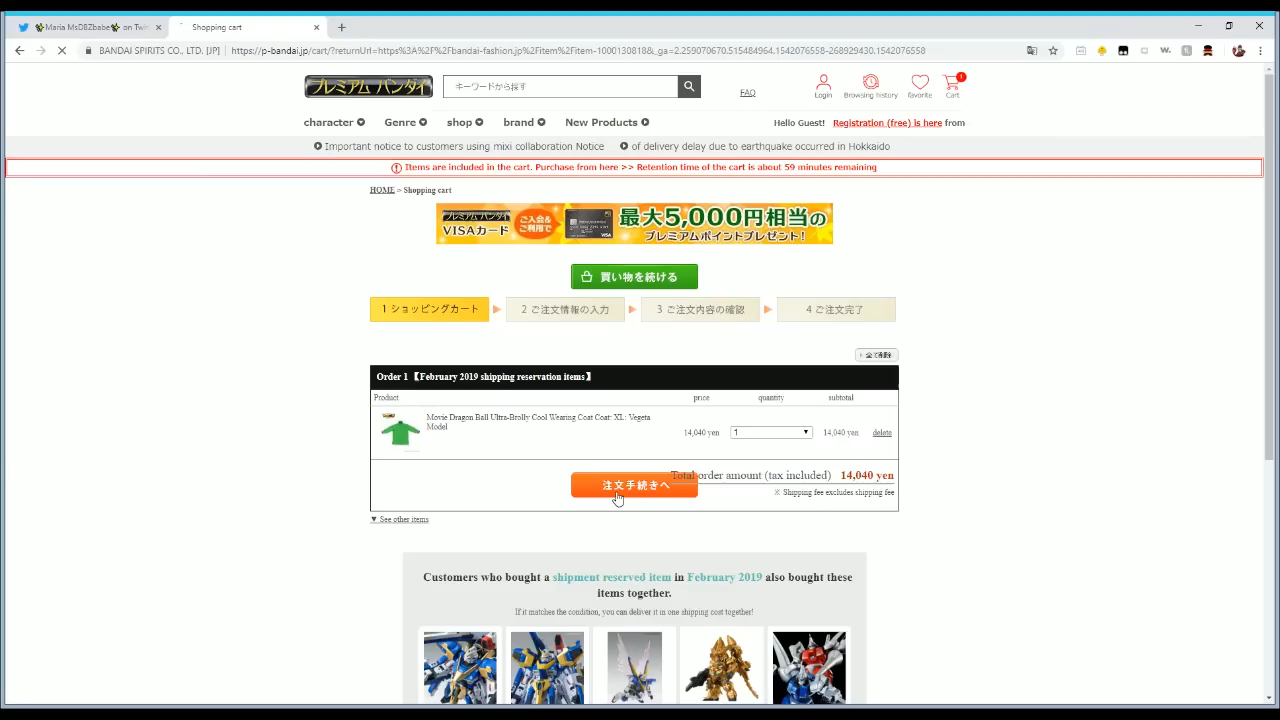 Maria MsDBZbabe on Twit
Shopping cart
BANDAI SPIRITS CO., LTD. [JP]
https://p-bandai.jp/cart/?returnUrl=https%3A%2F%2Fbandai-fashion.jp%2Fitem%2Fitem-1000130818&_ga=2.259070670.515484964.1542076558-268929430.1542076558
プレミアム バンダイ
キーワードから探す
FAQ
Login
Browsing history
favorite
1
Cart
character
Genre
shop
brand
New Products
Hello Guest! Registration (free) is here from
Important notice to customers using mixi collaboration Notice
of delivery delay due to earthquake occurred in Hokkaido
Items are included in the cart. Purchase from here >> Retention time of the cart is about 59 minutes remaining
HOME > Shopping cart
プレミアム バンダイ
VISAカード
ご入会&
ご利用で
VISA
最大5,000円相当の
プレミアムポイントプレゼント!
買い物を続ける
1 ショッピングカート
2 ご注文情報の入力
3 ご注文内容の確認
4 ご注文完了
全て削除
Order 1 【February 2019 shipping reservation items】
Product
price
quantity
subtotal
Movie Dragon Ball Ultra-Brolly Cool Wearing Coat Coat: XL: Vegeta
Model
14,040 yen
1
14,040 yen
delete
注文手続きへ
Total order amount (tax included) 14,040 yen
※ Shipping fee excludes shipping fee
▼ See other items
Customers who bought a shipment reserved item in February 2019 also bought these
items together.
If it matches the condition, you can deliver it in one shipping cost together!